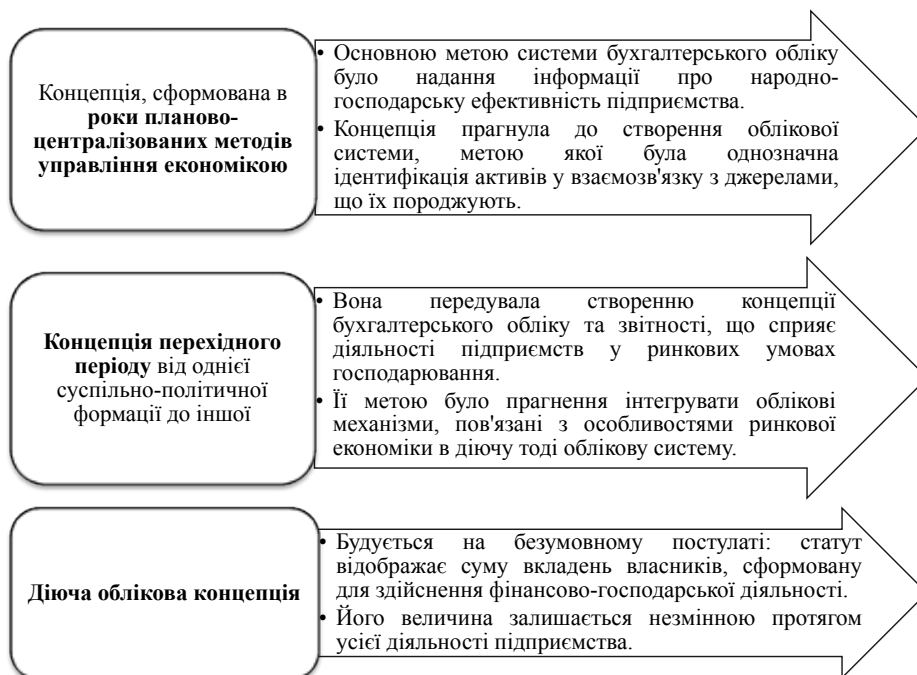 Концепція, сформована в
роки планово-
централізованих методів
управління економікою
• Основною метою системи бухгалтерського обліку
було надання інформації про народно-
господарську ефективність підприємства.
• Концепція прагнула до створення облікової
системи, метою якої була однозначна
ідентифікація активів у взаємозв'язку з джерелами,
що їх породжують.
Концепція перехідного
періоду від однієї
суспільно-політичної
формації до іншої
• Вона передувала створенню концепції
бухгалтерського обліку та звітності, що сприяє
діяльності підприємств у ринкових умовах
господарювання.
• Її метою було прагнення інтегрувати облікові
механізми, пов'язані з особливостями ринкової
економіки в діючу тоді облікову систему.
Діюча облікова концепція
• Будується на безумовному постулаті: статут
відображає суму вкладень власників, сформовану
для здійснення фінансово-господарської діяльності.
• Його величина залишається незмінною протягом
усієї діяльності підприємства.